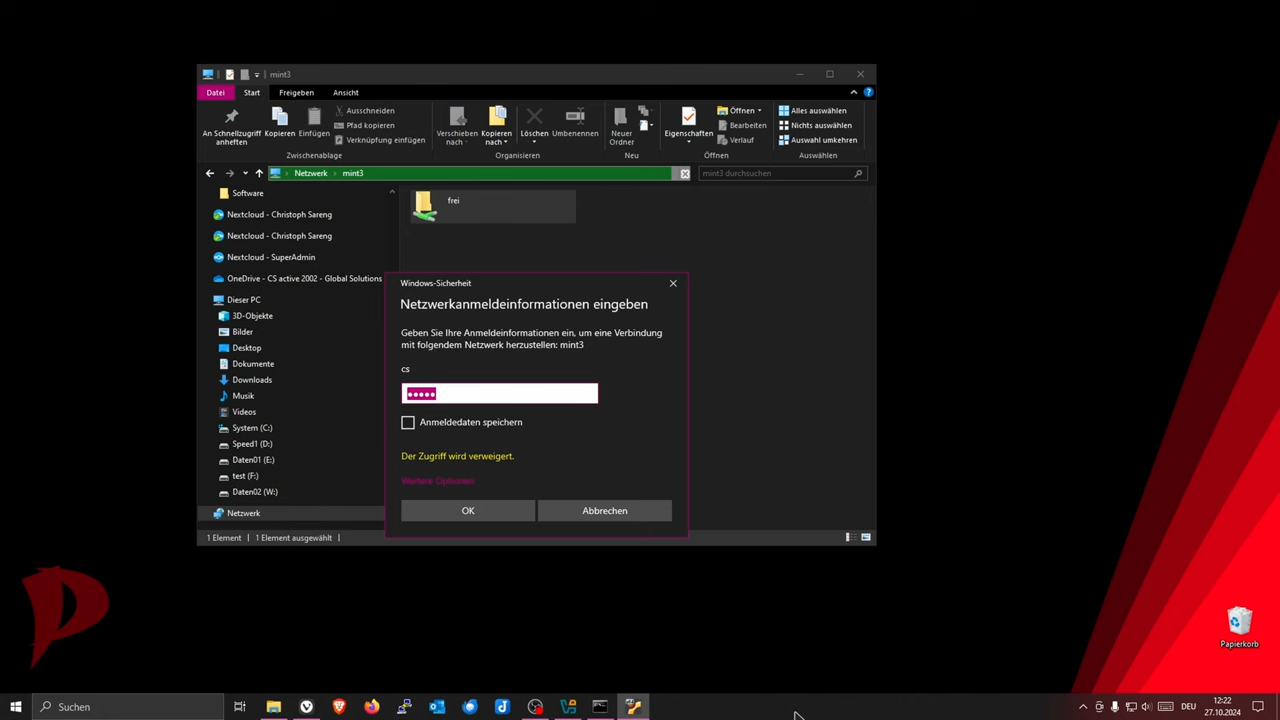 mint3
Datei Start Freigeben Ansicht
An Schnellzugriff anheften
Kopieren
Einfügen
Ausschneiden
Pfad kopieren
Verknüpfung einfügen
Zwischenablage
Verschieben nach
Kopieren nach
Löschen
Umbenennen
Organisieren
Neuer Ordner
Neu
Eigenschaften
Öffnen
Bearbeiten
Verlauf
Öffnen
Alles auswählen
Nichts auswählen
Auswahl umkehren
Auswählen
Netzwerk mint3
mint3 durchsuchen
Software
Nextcloud - Christoph Sareng
Nextcloud - Christoph Sareng
Nextcloud - SuperAdmin
OneDrive - CS active 2002 - Global Solutions
Dieser PC
3D-Objekte
Bilder
Desktop
Dokumente
Downloads
Musik
Videos
System (C:)
Speed1 (D:)
Daten01 (E:)
test (F:)
Daten02 (W:)
Netzwerk
frei
1 Element 1 Element ausgewählt
Windows-Sicherheit
Netzwerkanmeldeinformationen eingeben
Geben Sie Ihre Anmeldeinformationen ein, um eine Verbindung
mit folgendem Netzwerk herzustellen: mint3
cs
Anmeldedaten speichern
Der Zugriff wird verweigert.
Weitere Optionen
OK Abbrechen
Papierkorb
Suchen
DEU
12:22
27.10.2024